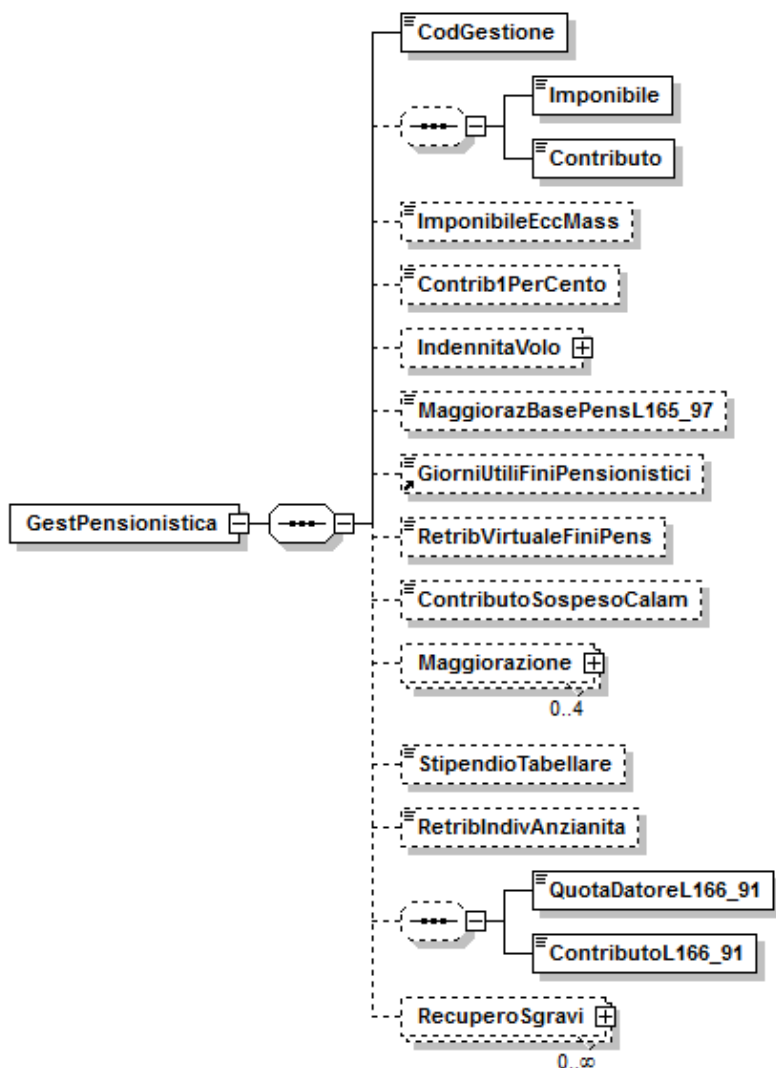 CodGestione
Imponibile
Contributo
ImponibileEccMass
Contrib1PerCento
IndennitaVolo
MaggiorazBasePensL165_97
GiorniUtiliFiniPensionistici
GestPensionistica
RetribVirtualeFiniPens
ContributoSospesoCalam
Maggiorazione
0..4
StipendioTabellare
RetribIndivAnzianita
QuotaDatoreL166_91
ContributoL166_91
RecuperoSgravi
0..∞